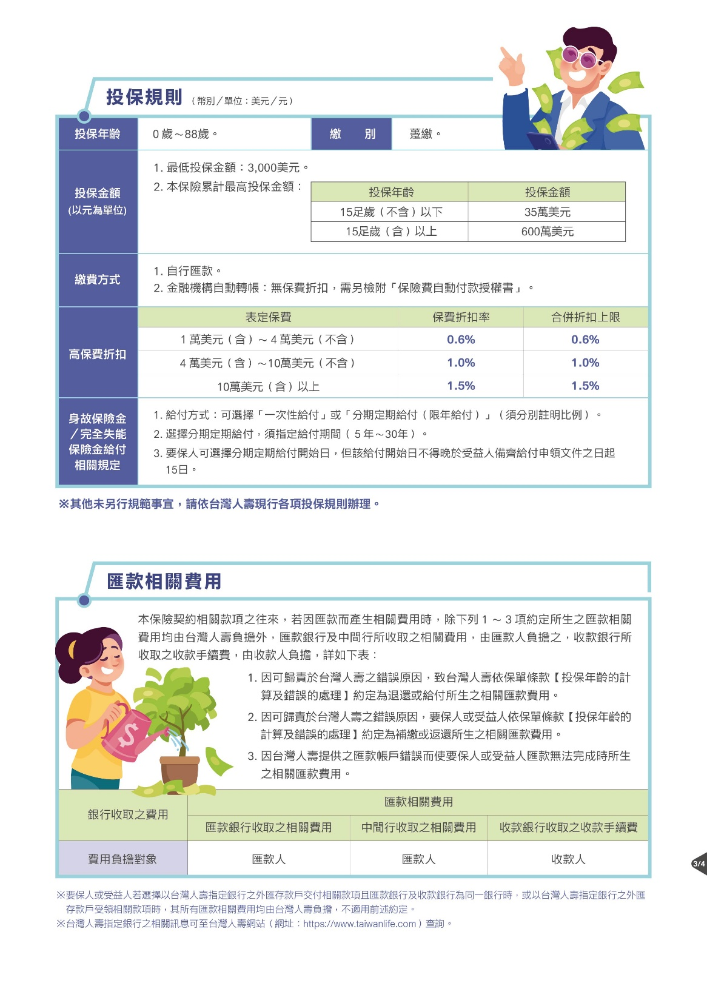 投保規則（幣別／單位：美元／元）
投保年齡 0 歲～88歲。 繳 別 躉繳。
投保金額
(以元為單位)
1. 最低投保金額：3,000美元。
2. 本保險累計最高投保金額：
投保年齡 投保金額
15足歲（不含）以下 35萬美元
15足歲（含）以上 600萬美元
繳費方式
1. 自行匯款。
2. 金融機構自動轉帳：無保費折扣，需另檢附「保險費自動付款授權書」。
高保費折扣
表定保費 保費折扣率 合併折扣上限
1 萬美元（含）～ 4 萬美元（不含） 0.6% 0.6%
4 萬美元（含）～10萬美元（不含） 1.0% 1.0%
10萬美元（含）以上 1.5% 1.5%
身故保險金
／完全失能
保險金給付
相關規定
1. 給付方式：可選擇「一次性給付」或「分期定期給付（限年給付）」（須分別註明比例）。
2. 選擇分期定期給付，須指定給付期間（ 5 年～30年）。
3. 要保人可選擇分期定期給付開始日，但該給付開始日不得晚於受益人備齊給付申領文件之日起
15日。
※其他未另行規範事宜，請依台灣人壽現行各項投保規則辦理。
匯款相關費用
本保險契約相關款項之往來，若因匯款而產生相關費用時，除下列 1 ～ 3 項約定所生之匯款相關
費用均由台灣人壽負擔外，匯款銀行及中間行所收取之相關費用，由匯款人負擔之，收款銀行所
收取之收款手續費，由收款人負擔，詳如下表：
1. 因可歸責於台灣人壽之錯誤原因，致台灣人壽依保單條款【投保年齡的計
算及錯誤的處理】約定為退還或給付所生之相關匯款費用。
2. 因可歸責於台灣人壽之錯誤原因，要保人或受益人依保單條款【投保年齡的
計算及錯誤的處理】約定為補繳或返還所生之相關匯款費用。
3. 因台灣人壽提供之匯款帳戶錯誤而使要保人或受益人匯款無法完成時所生
之相關匯款費用。
$
銀行收取之費用 匯款相關費用
匯款銀行收取之相關費用 中間行收取之相關費用 收款銀行收取之收款手續費
費用負擔對象 匯款人 匯款人 收款人
3/4
※要保人或受益人若選擇以台灣人壽指定銀行之外匯存款戶交付相關款項且匯款銀行及收款銀行為同一銀行時，或以台灣人壽指定銀行之外匯
存款戶受領相關款項時，其所有匯款相關費用均由台灣人壽負擔，不適用前述約定。
※台灣人壽指定銀行之相關訊息可至台灣人壽網站（網址：https://www.taiwanlife.com）查詢。